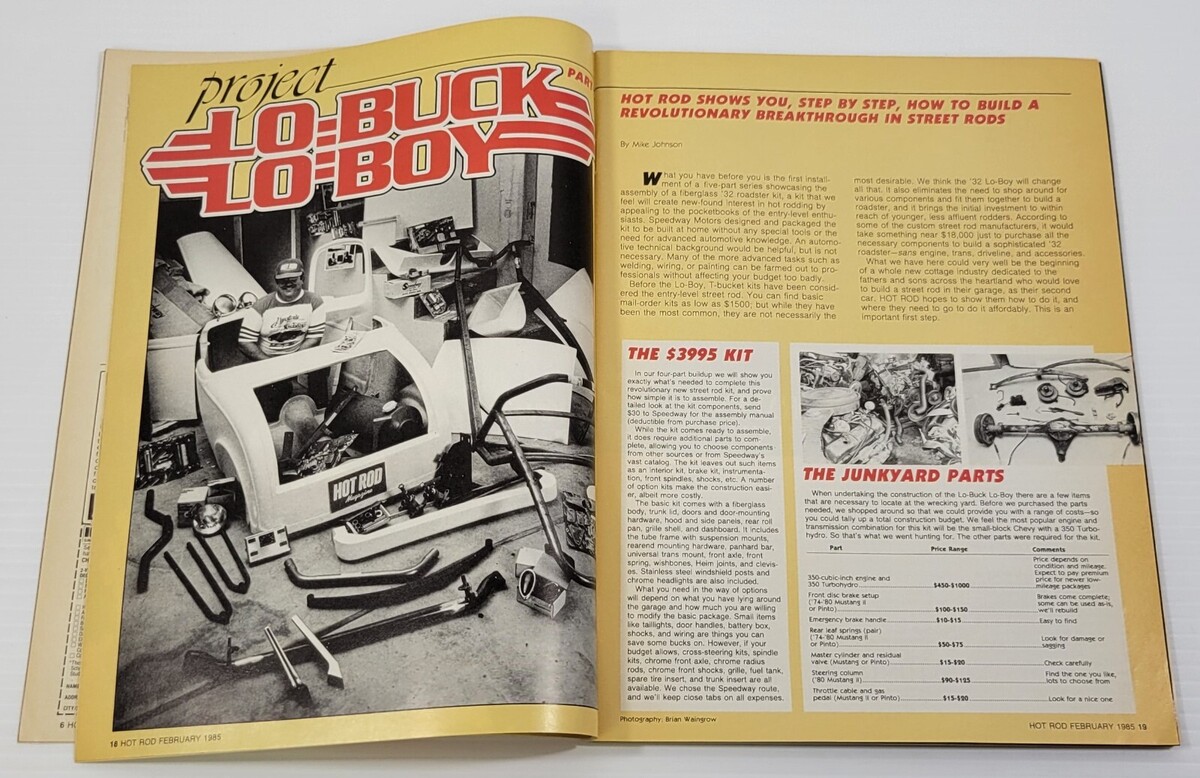 project
LO-BUCK
LO-BOY
PART
HOT ROD
Magazine
16 HOT ROD FEBRUARY 1985
NAME
ADDR
CITY
6 HO
HOT ROD SHOWS YOU, STEP BY STEP, HOW TO BUILD A
REVOLUTIONARY BREAKTHROUGH IN STREET RODS
By Mike Johnson
What you have before you is the first install-
ment of a five-part series showcasing the
assembly of a fiberglass '32 roadster kit, a kit that we
feel will create new-found interest in hot rodding by
appealing to the pocketbooks of the entry-level enthu-
siasts. Speedway Motors designed and packaged the
kit to be built at home without any special tools or the
need for advanced automotive knowledge. An automo-
tive technical background would be helpful, but is not
necessary. Many of the more advanced tasks such as
welding, wiring, or painting can be farmed out to pro-
fessionals without affecting your budget too badly.
Before the Lo-Boy, T-bucket kits have been consid-
ered the entry-level street rod. You can find basic
mail-order kits as low as $1500; but while they have
been the most common, they are not necessarily the
most desirable. We think the '32 Lo-Boy will change
all that. It also eliminates the need to shop around for
various components and fit them together to build a
roadster, and it brings the initial investment to within
reach of younger, less affluent rodders. According to
some of the custom street rod manufacturers, it would
take something near $18,000 just to purchase all the
necessary components to build a sophisticated '32
roadster—sans engine, trans, driveline, and accessories.
What we have here could very well be the beginning
of a whole new cottage industry dedicated to the
fathers and sons across the heartland who would love
to build a street rod in their garage, as their second
car. HOT ROD hopes to show them how to do it, and
where they need to go to do it affordably. This is an
important first step.
THE $3995 KIT
In our four-part buildup we will show you
exactly what's needed to complete this
revolutionary new street rod kit, and prove
how simple it is to assemble. For a de-
tailed look at the kit components, send
$30 to Speedway for the assembly manual
(deductible from purchase price).
While the kit comes ready to assemble,
it does require additional parts to com-
plete, allowing you to choose components
from other sources or from Speedway's
vast catalog. The kit leaves out such items
as an interior kit, brake kit, instrumenta-
tion, front spindles, shocks, etc. A number
of option kits make the construction easi-
er, albeit more costly.
The basic kit comes with a fiberglass
body, trunk lid, doors and door-mounting
hardware, hood and side panels, rear roll
pan, grille shell, and dashboard. It includes
the tube frame with suspension mounts,
rearend mounting hardware, panhard bar,
universal trans mount, front axle, front
spring, wishbones, Heim joints, and clevis-
es. Stainless steel windshield posts and
chrome headlights are also included.
What you need in the way of options
will depend on what you have lying around
the garage and how much you are willing
to modify the basic package. Small items
like taillights, door handles, battery box,
shocks, and wiring are things you can
save some bucks on. However, if your
budget allows, cross-steering kits, spindle
kits, chrome front axle, chrome radius
rods, chrome front shocks, grille, fuel tank,
spare tire insert, and trunk insert are all
available. We chose the Speedway route,
and we'll keep close tabs on all expenses.
Photography: Brian Waingrow
THE JUNKYARD PARTS
When undertaking the construction of the Lo-Buck Lo-Boy there are a few items
that are necessary to locate at the wrecking yard. Before we purchased the parts
needed, we shopped around so that we could provide you with a range of costs—so
you could tally up a total construction budget. We feel the most popular engine and
transmission combination for this kit will be the small-block Chevy with a 350 Turbo-
hydro. So that's what we went hunting for. The other parts were required for the kit.
Part Price Range Comments
350-cubic-inch engine and
350 Turbohydro $450-$1000 Price depends on
condition and mileage.
Expect to pay premium
price for newer low-
mileage packages
Front disc brake setup
('74-'80 Mustang II
or Pinto) $100-$150 Brakes come complete;
some can be used as-is,
we'll rebuild
Emergency brake handle $10-$15 Easy to find
Rear leaf springs (pair)
('74-'80 Mustang II
or Pinto) $50-$75 Look for damage or
sagging
Master cylinder and residual
valve (Mustang or Pinto) $15-$20 Check carefully
Steering column
('80 Mustang II) $90-$125 Find the one you like,
lots to choose from
Throttle cable and gas
pedal (Mustang II or Pinto) $15-$20 Look for a nice one
HOT ROD FEBRUARY 1985 19